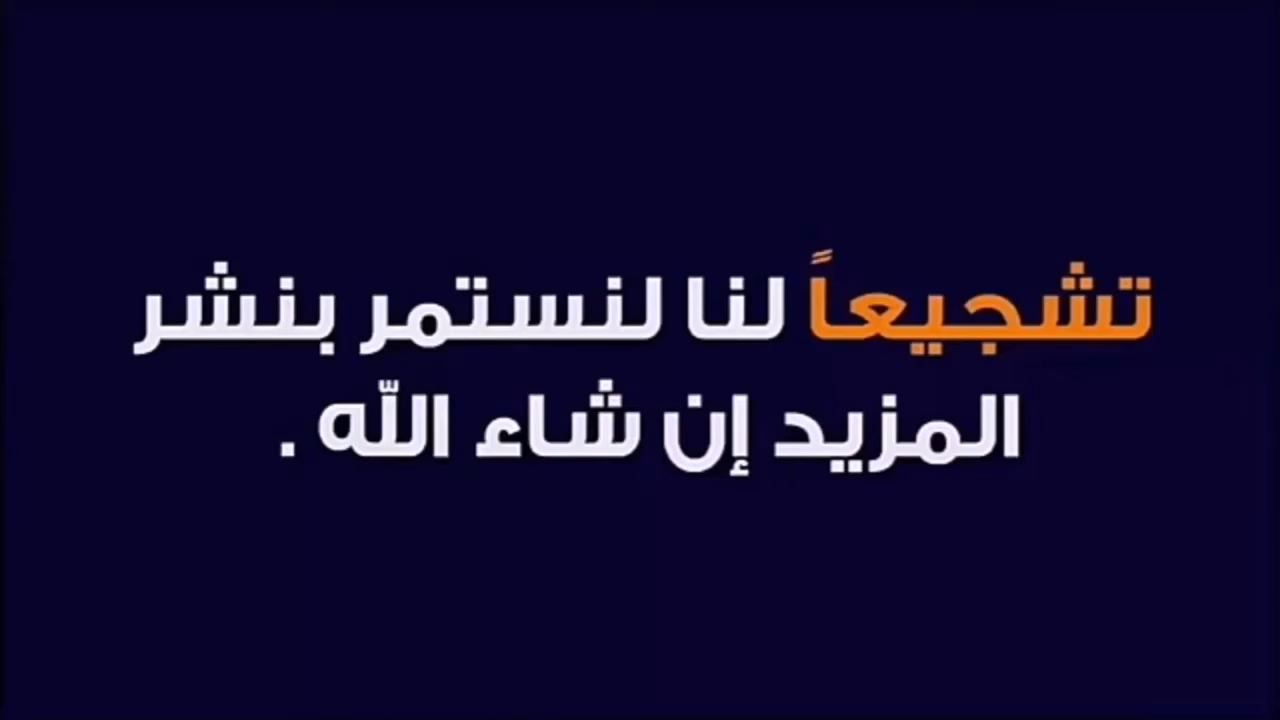 تشجيعاً لنا لنستمر بنشر
المزيد إن شاء اللّه .